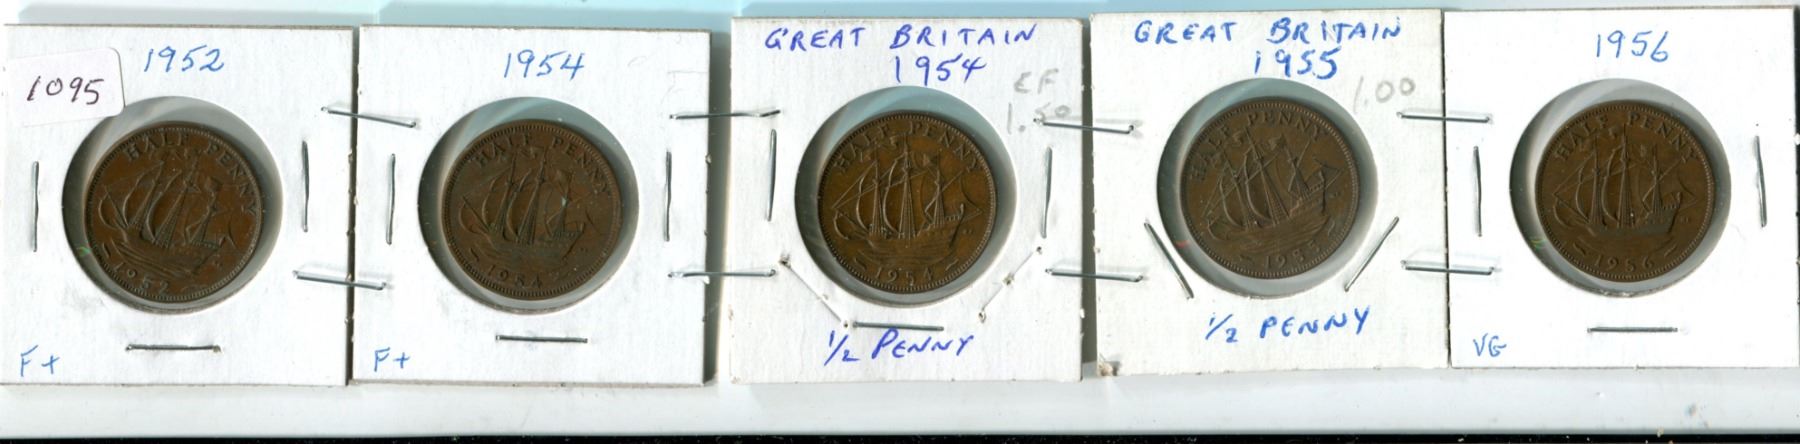 1095
1952
HALF PENNY
1952
F+
1954
HALF PENNY
1954
F+
GREAT BRITAIN
1954
EF
1.50
HALF PENNY
1954
1/2 PENNY
GREAT BRITAIN
1955
1.00
HALF PENNY
1955
1/2 PENNY
1956
HALF PENNY
1956
VG